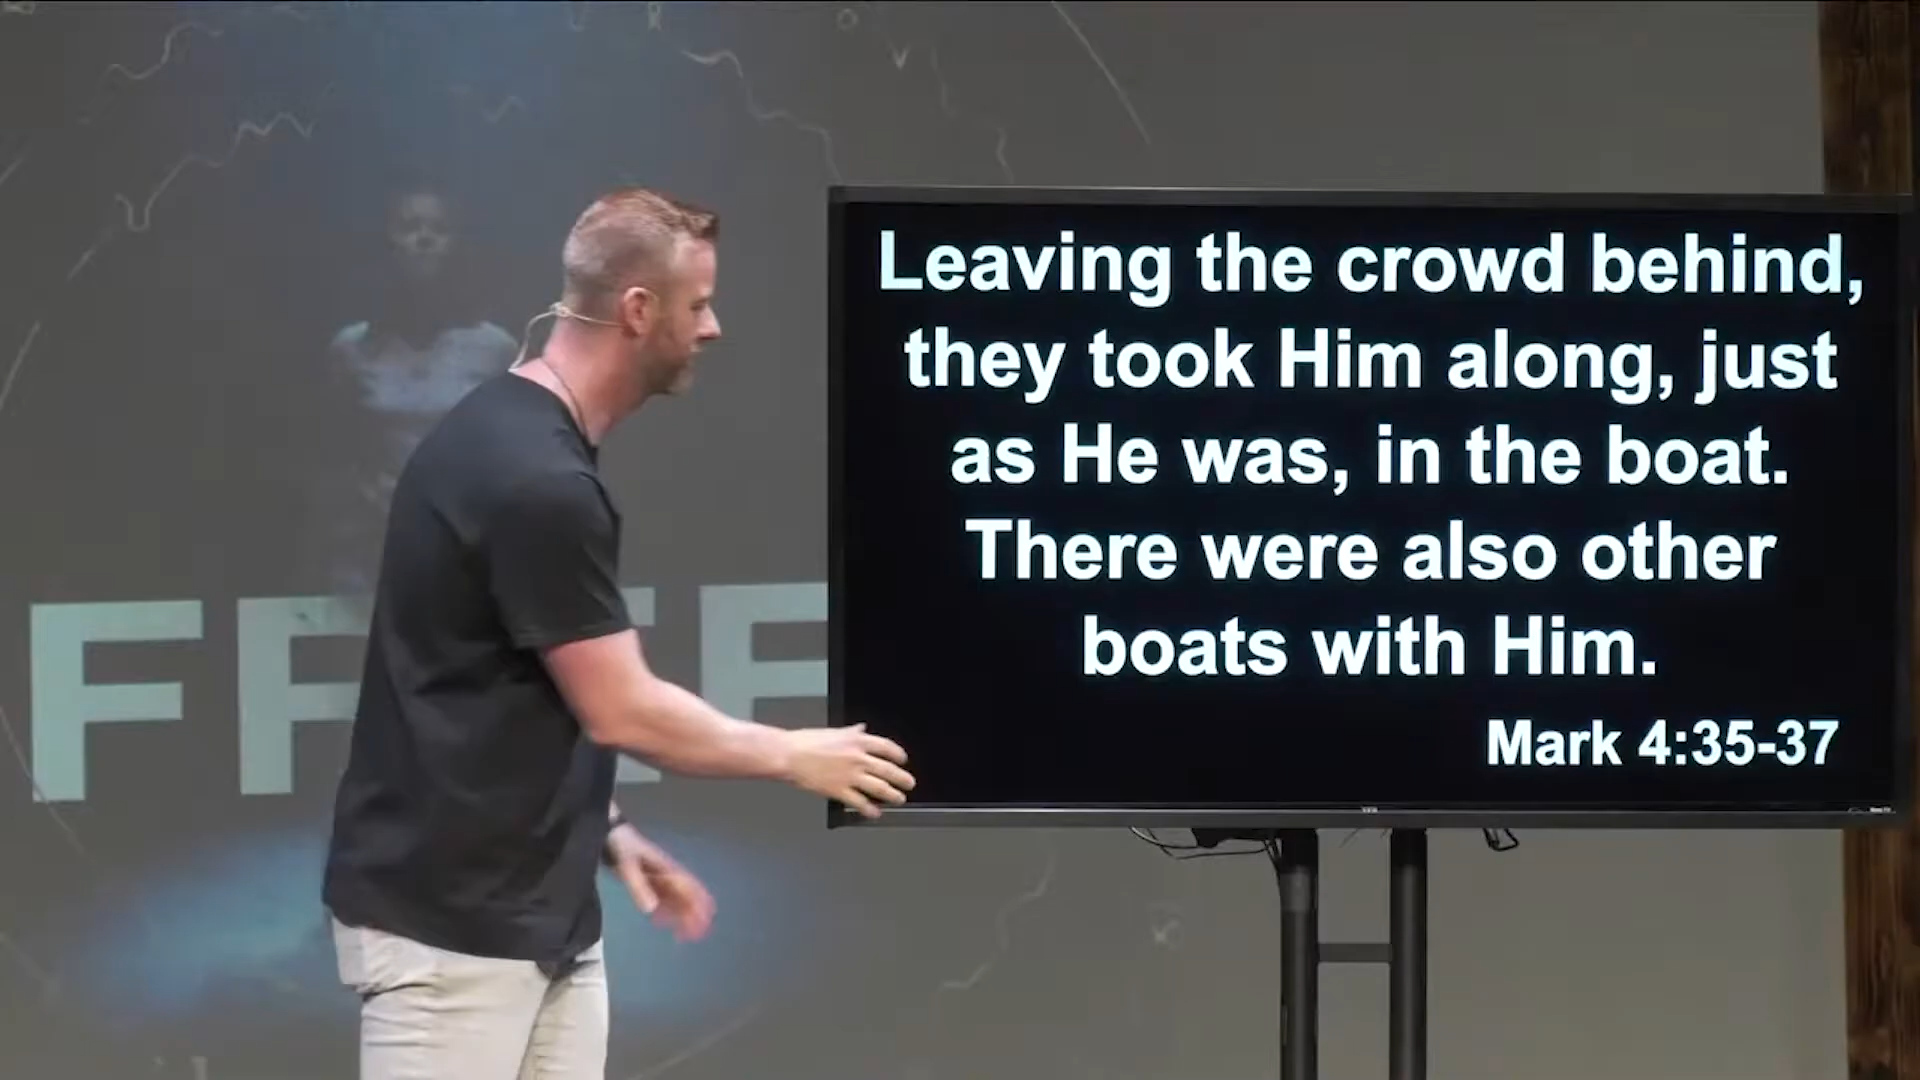 Leaving the crowd behind,
they took Him along, just
as He was, in the boat.
There were also other
boats with Him.
Mark 4:35-37